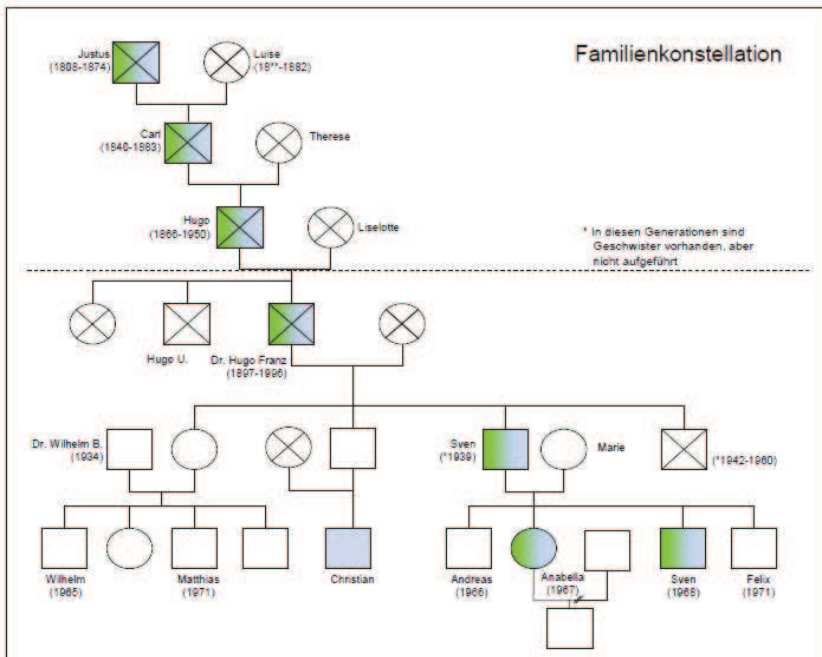 Familienkonstellation
Justus
(1808-1874)
Luise
(18**-1882)
Carl
(1840-1883)
Therese
Hugo
(1866-1950)
Liselotte
* In diesen Generationen sind
Geschwister vorhanden, aber
nicht aufgeführt
Hugo U.
Dr. Hugo Franz
(1897-1996)
Dr. Wilhelm B.
(1934)
Sven
(*1939)
Marie
(*1942-1960)
Wilhelm
(1965)
Matthias
(1971)
Christian
Andreas
(1966)
Anabella
(1967)
Sven
(1968)
Felix
(1971)